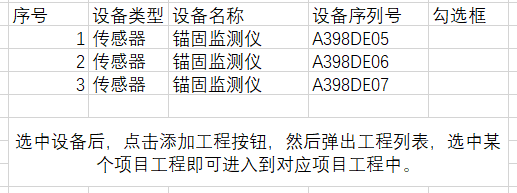 序号 设备类型 设备名称 设备序列号 勾选框
1 传感器 锚固监测仪 A398DE05
2 传感器 锚固监测仪 A398DE06
3 传感器 锚固监测仪 A398DE07
选中设备后，点击添加工程按钮，然后弹出工程列表，选中某
个项目工程即可进入到对应项目工程中。